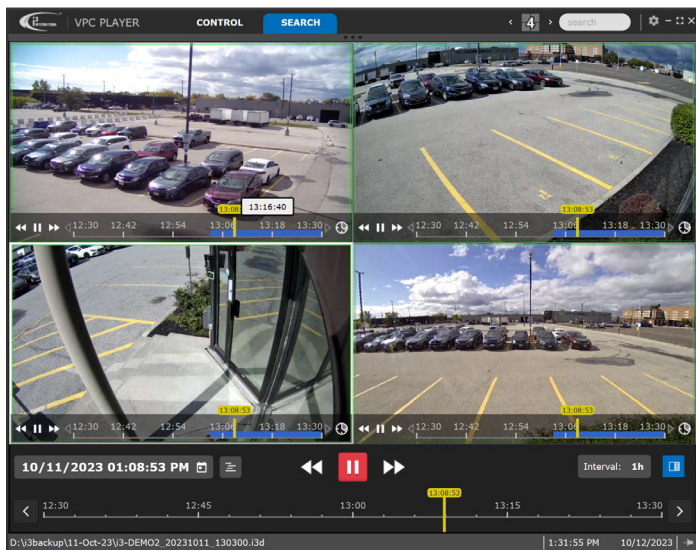 INTERNATIONAL VPC PLAYER CONTROL SEARCH 4 search
13:08 13:16:40
12:30 12:42 12:54 13:06 13:18 13:30
13:08:53
12:30 12:42 12:54 13:06 13:18 13:30
13:08:53
12:30 12:42 12:54 13:06 13:18 13:30
13:08:53
12:30 12:42 12:54 13:06 13:18 13:30
10/11/2023 01:08:53 PM Interval: 1h
13:08:53
12:30 12:45 13:00 13:15 13:30
D:\i3backup\11-Oct-23\i3-DEMO2_20231011_130300.i3d 1:31:55 PM 10/12/2023